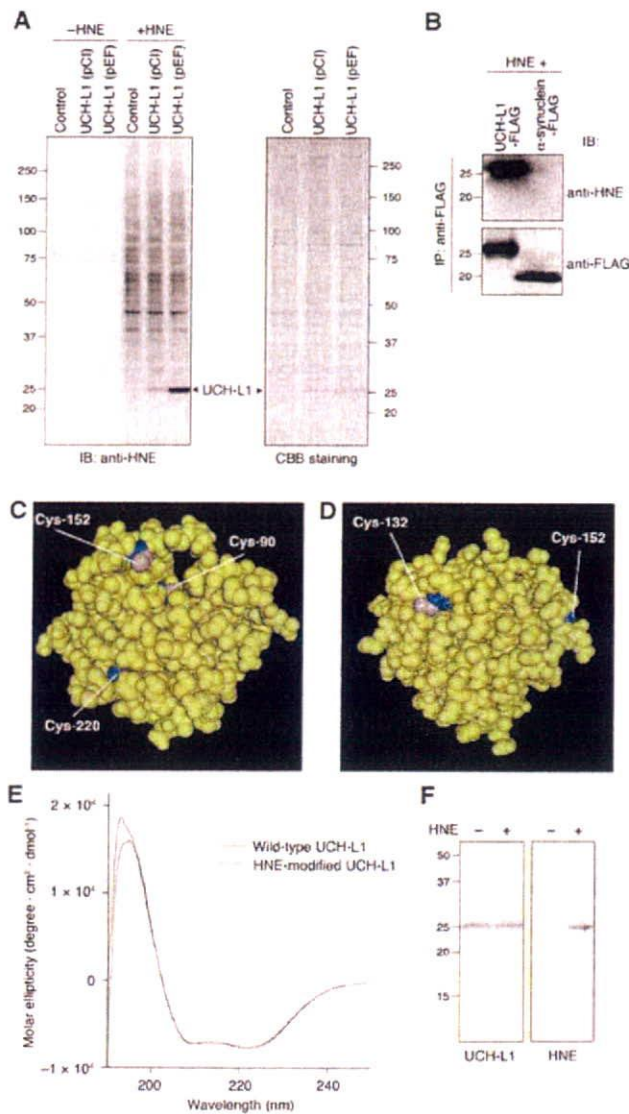 A
–HNE +HNE
Control
UCH-L1 (pCI)
UCH-L1 (pEF)
Control
UCH-L1 (pCI)
UCH-L1 (pEF)
250
150
100
75
50
37
25
20
UCH-L1
IB: anti-HNE
Control
UCH-L1 (pCI)
UCH-L1 (pEF)
250
150
100
75
50
37
25
20
CBB staining
B
HNE +
UCH-L1
-FLAG
α-synuclein
-FLAG
IB:
IP: anti-FLAG
25
20
anti-HNE
25
20
anti-FLAG
C
Cys-152
Cys-90
Cys-220
D
Cys-132
Cys-152
E
Molar ellipticity (degree · cm² · dmol⁻¹)
2 × 10⁴
1 × 10⁴
0
–1 × 10⁴
Wild-type UCH-L1
HNE-modified UCH-L1
200 220 240
Wavelength (nm)
F
HNE – + – +
50
37
25
20
15
UCH-L1 HNE